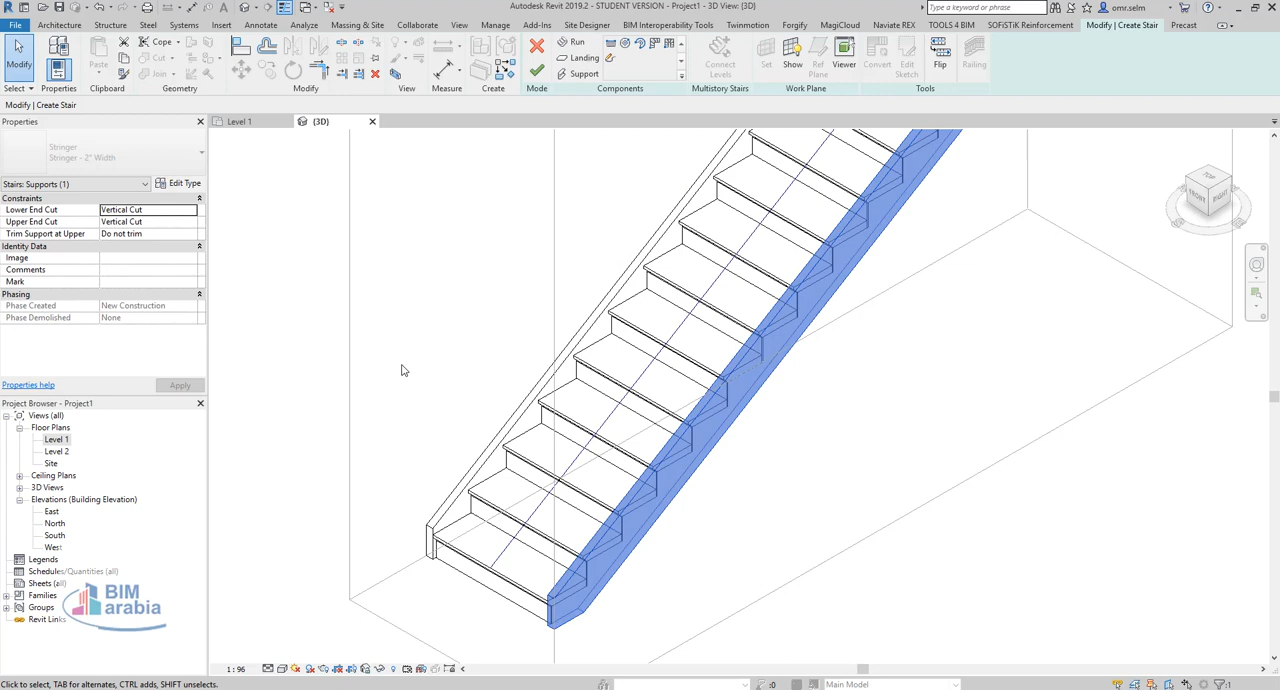 Autodesk Revit 2019.2 - STUDENT VERSION - Project1 - 3D View: {3D}
Type a keyword or phrase
omr.selm
File
Architecture
Structure
Steel
Systems
Insert
Annotate
Analyze
Massing & Site
Collaborate
View
Manage
Add-Ins
Site Designer
BIM Interoperability Tools
Twinmotion
Forgify
MagiCloud
Naviate REX
TOOLS 4 BIM
SOFiSTiK Reinforcement
Modify | Create Stair
Precast
Modify
Paste
Cope
Cut
Join
Run
Landing
Support
Connect
Levels
Set
Show
Ref
Plane
Viewer
Convert
Edit
Sketch
Flip
Railing
Select
Properties
Clipboard
Geometry
Modify
View
Measure
Create
Mode
Components
Multistory Stairs
Work Plane
Tools
Modify | Create Stair
Properties
Level 1
{3D}
Stringer
Stringer - 2" Width
Stairs: Supports (1)
Edit Type
Constraints
Lower End Cut
Vertical Cut
Upper End Cut
Vertical Cut
Trim Support at Upper
Do not trim
Identity Data
Image
Comments
Mark
Phasing
Phase Created
New Construction
Phase Demolished
None
Properties help
Apply
Project Browser - Project1
Views (all)
Floor Plans
Level 1
Level 2
Site
Ceiling Plans
3D Views
Elevations (Building Elevation)
East
North
South
West
Legends
Schedules/Quantities (all)
Sheets (all)
Families
Groups
Revit Links
BIM
arabia
TOP
FRONT
RIGHT
1 : 96
Click to select, TAB for alternates, CTRL adds, SHIFT unselects.
:0
Main Model
:1